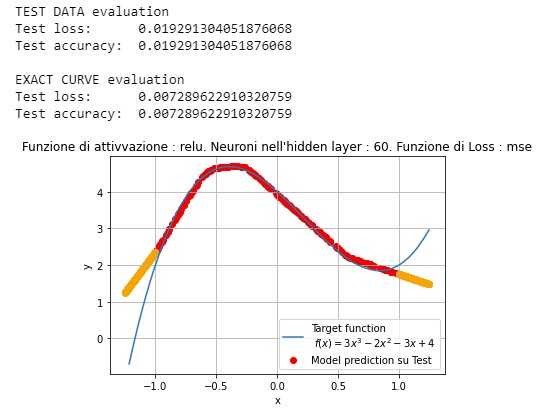 TEST DATA evaluation
Test loss: 0.019291304051876068
Test accuracy: 0.019291304051876068
EXACT CURVE evaluation
Test loss: 0.007289622910320759
Test accuracy: 0.007289622910320759
Funzione di attivvazione : relu. Neuroni nell'hidden layer : 60. Funzione di Loss : mse
4
3
2
1
0
y
Target function
f(x) = 3x³ − 2x² − 3x + 4
Model prediction su Test
−1.0 −0.5 0.0 0.5 1.0
x